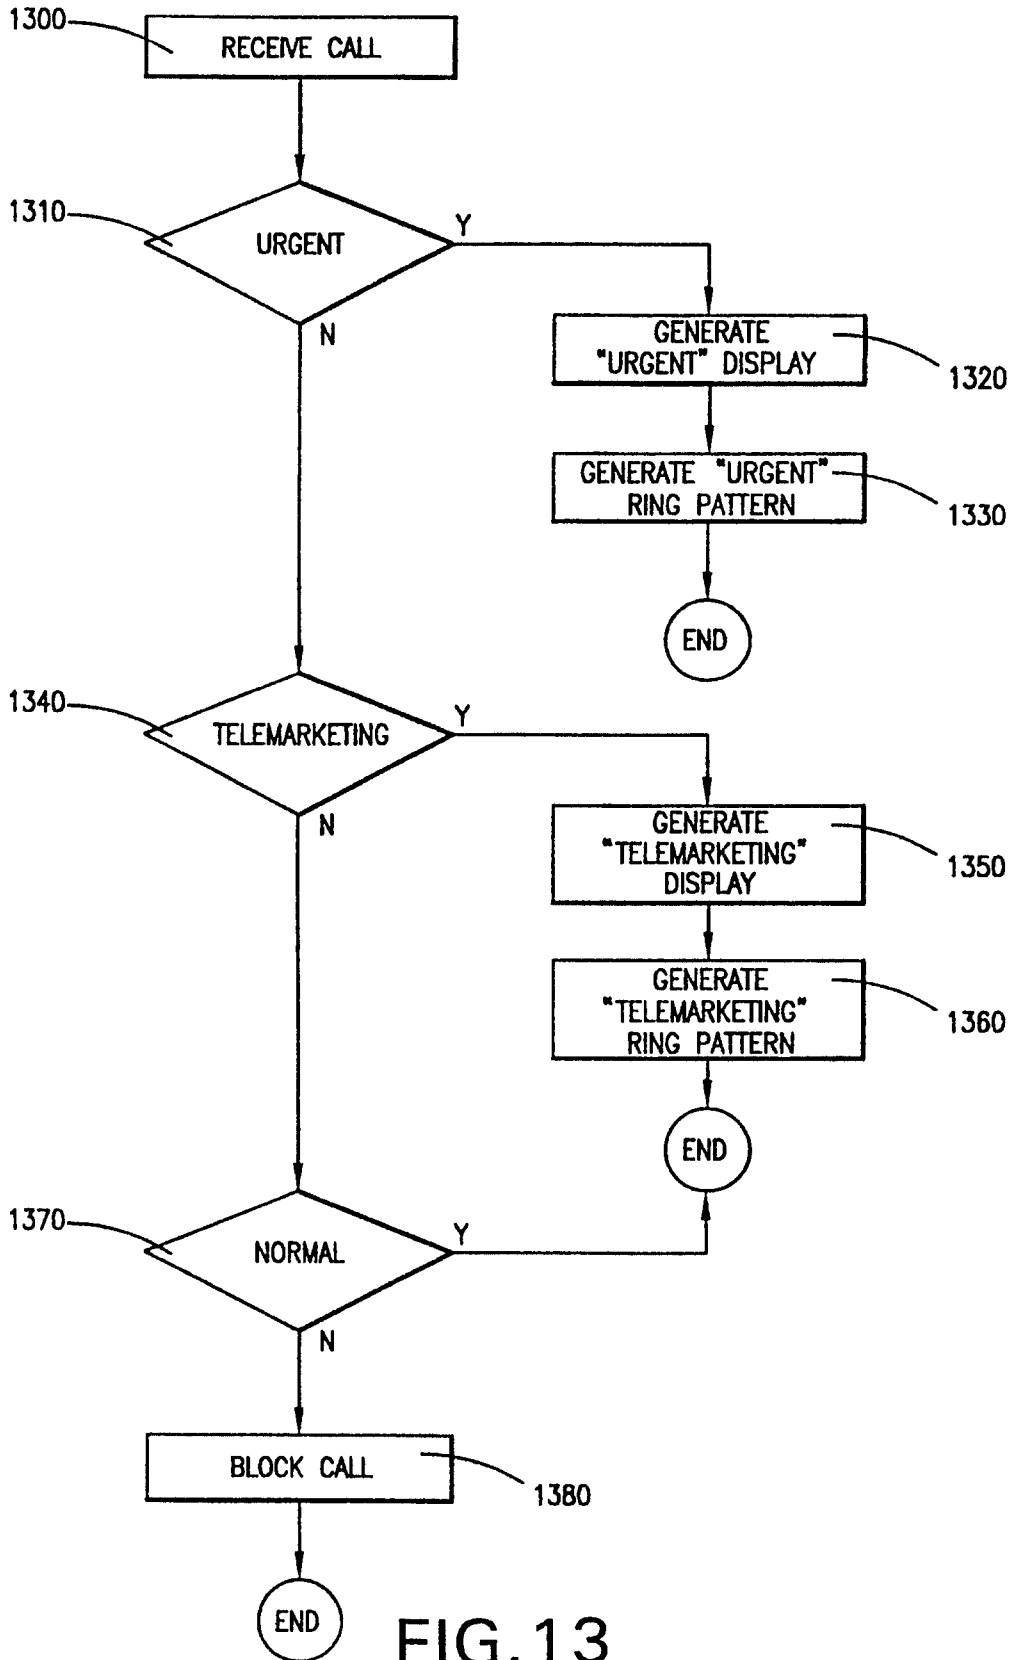 1300
RECEIVE CALL
1310
URGENT
Y
N
GENERATE
"URGENT" DISPLAY
1320
GENERATE "URGENT"
RING PATTERN
1330
END
1340
TELEMARKETING
Y
N
GENERATE
"TELEMARKETING"
DISPLAY
1350
GENERATE
"TELEMARKETING"
RING PATTERN
1360
END
1370
NORMAL
Y
N
BLOCK CALL
1380
END
FIG.13